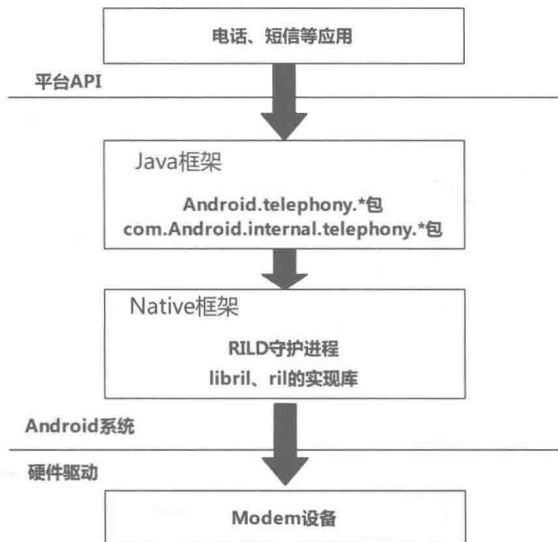 电话、短信等应用
平台API
Java框架
Android.telephony.*包
com.Android.internal.telephony.*包
Native框架
RILD守护进程
libril、ril的实现库
Android系统
硬件驱动
Modem设备